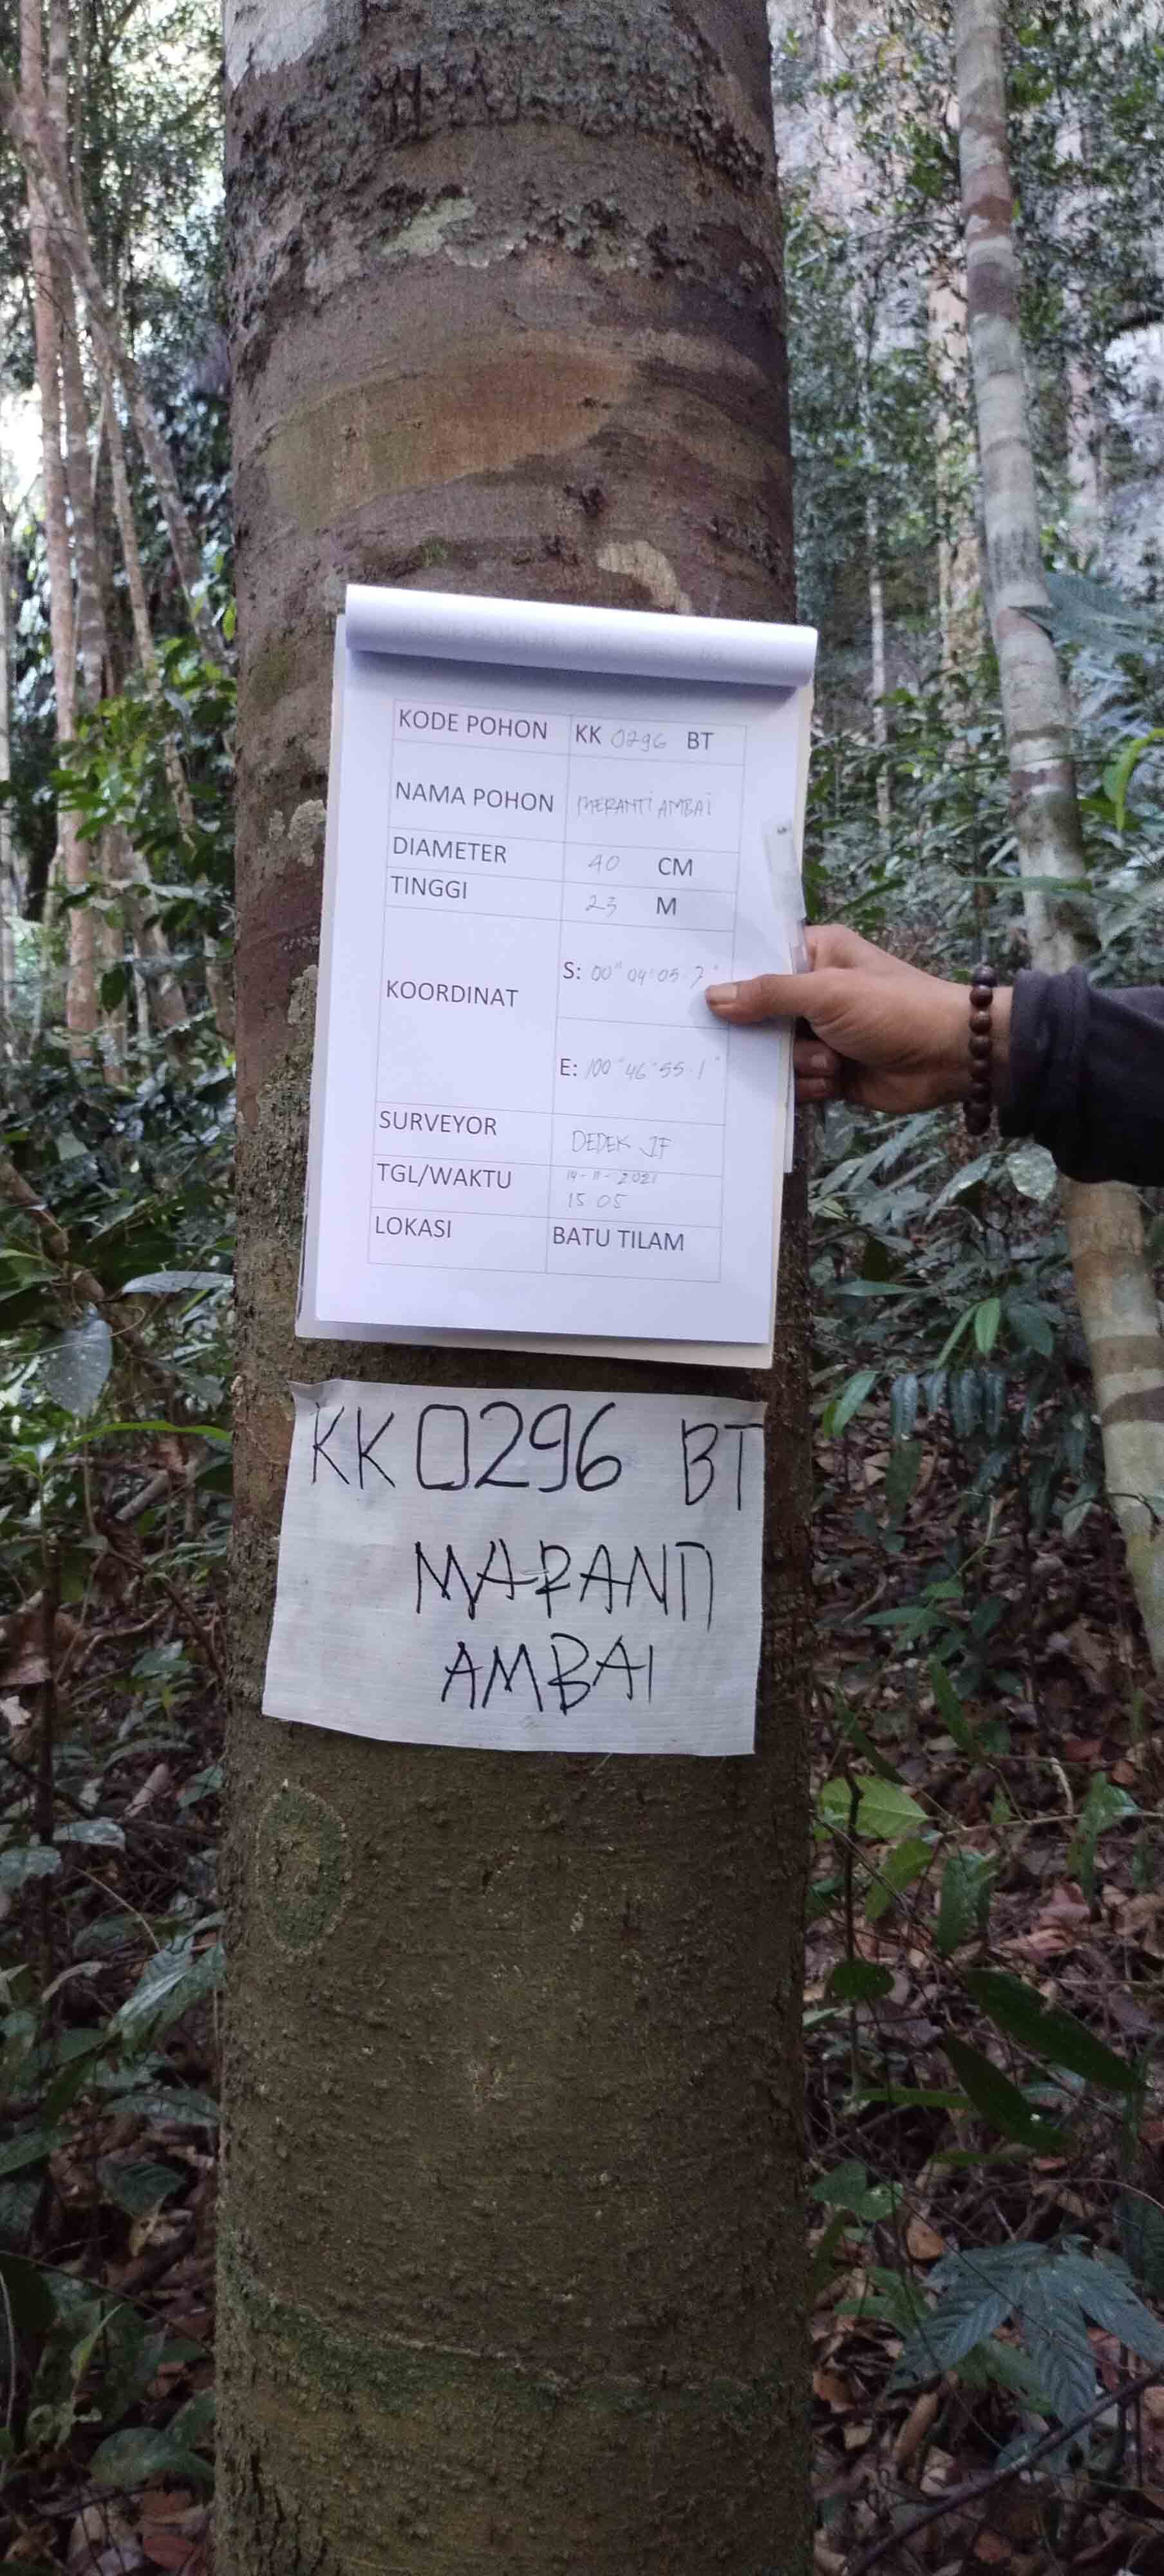 KODE POHON KK 0296 BT
NAMA POHON MERANTI AMBAI
DIAMETER 40 CM
TINGGI 23 M
KOORDINAT
S: 00° 04' 05.7"
E: 100° 46' 55.1"
SURVEYOR DEDEK JF
TGL/WAKTU 14-11-2021
15 05
LOKASI BATU TILAM
KK 0296 BT
MARANTI
AMBAI